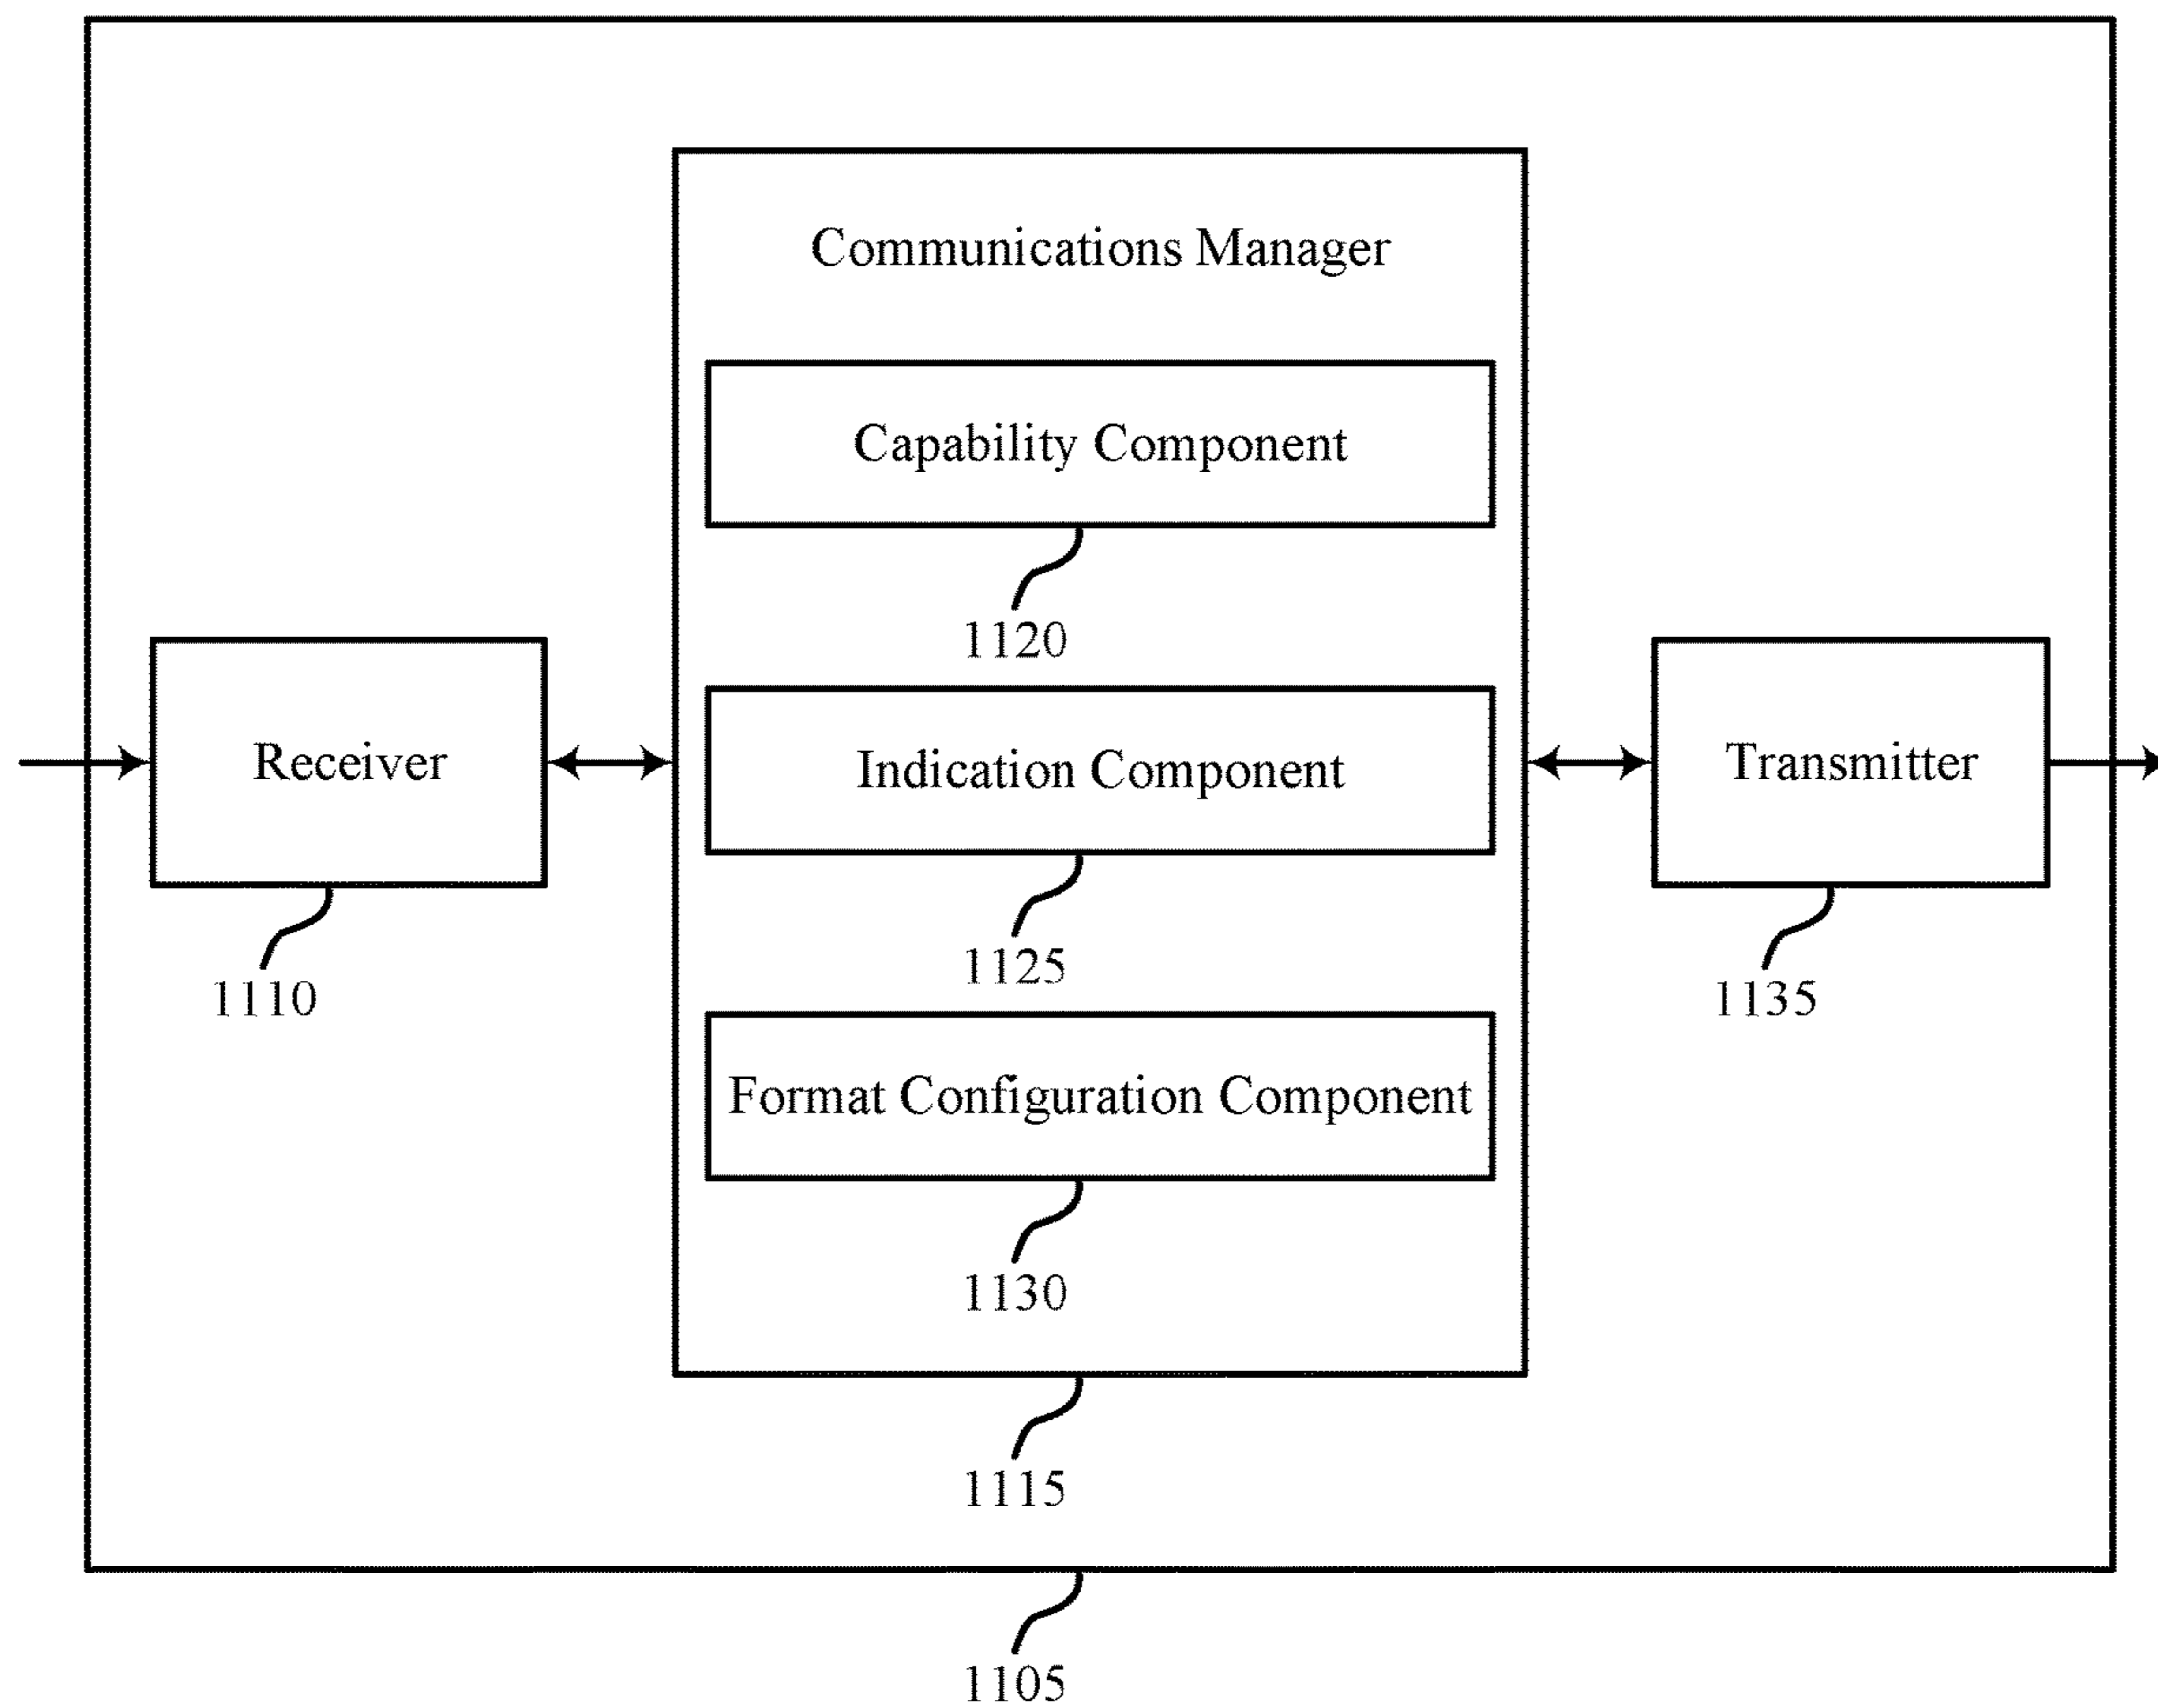 Communications Manager
Capability Component
1120
Receiver
1110
Indication Component
1125
Transmitter
1135
Format Configuration Component
1130
1115
1105